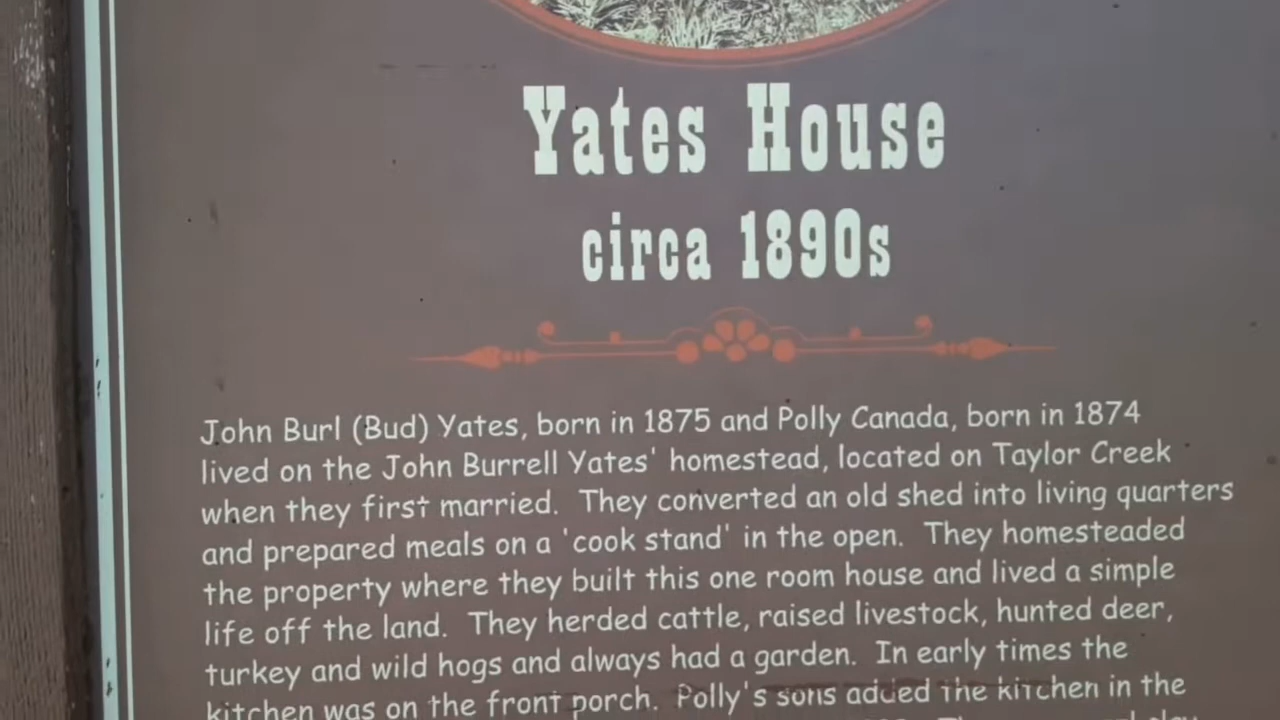 Yates House
circa 1890s
John Burl (Bud) Yates, born in 1875 and Polly Canada, born in 1874
lived on the John Burrell Yates' homestead, located on Taylor Creek
when they first married. They converted an old shed into living quarters
and prepared meals on a 'cook stand' in the open. They homesteaded
the property where they built this one room house and lived a simple
life off the land. They herded cattle, raised livestock, hunted deer,
turkey and wild hogs and always had a garden. In early times the
kitchen was on the front porch. Polly's sons added the kitchen in the